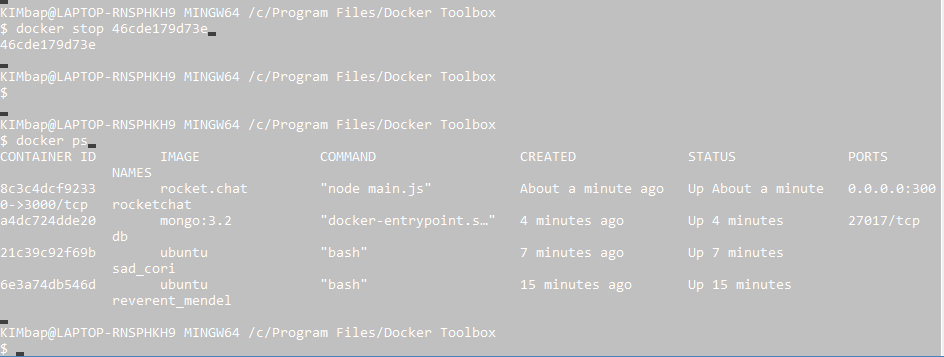 KIMbap@LAPTOP-RNSPHKH9 MINGW64 /c/Program Files/Docker Toolbox
$ docker stop 46cde179d73e
46cde179d73e
KIMbap@LAPTOP-RNSPHKH9 MINGW64 /c/Program Files/Docker Toolbox
$
KIMbap@LAPTOP-RNSPHKH9 MINGW64 /c/Program Files/Docker Toolbox
$ docker ps
CONTAINER ID        IMAGE               COMMAND                  CREATED              STATUS              PORTS
              NAMES
8c3c4dcf9233        rocket.chat         "node main.js"           About a minute ago   Up About a minute   0.0.0.0:300
0->3000/tcp   rocketchat
a4dc724dde20        mongo:3.2           "docker-entrypoint.s…"   4 minutes ago        Up 4 minutes        27017/tcp
              db
21c39c92f69b        ubuntu              "bash"                   7 minutes ago        Up 7 minutes
              sad_cori
6e3a74db546d        ubuntu              "bash"                   15 minutes ago       Up 15 minutes
              reverent_mendel
KIMbap@LAPTOP-RNSPHKH9 MINGW64 /c/Program Files/Docker Toolbox
$